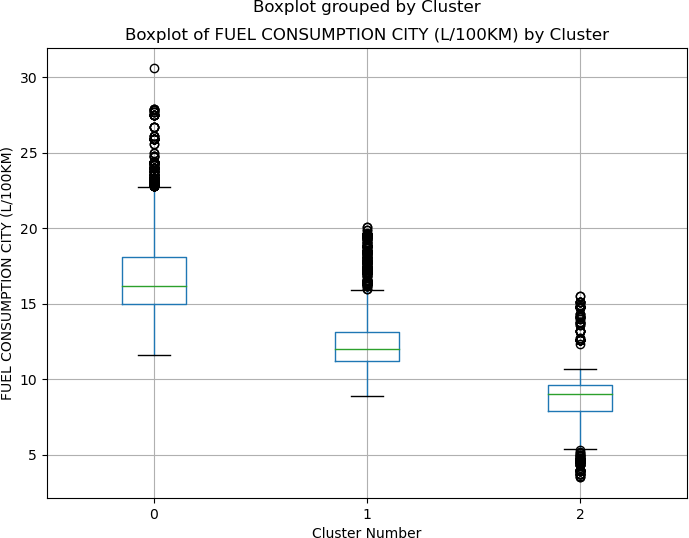 Boxplot grouped by Cluster
Boxplot of FUEL CONSUMPTION CITY (L/100KM) by Cluster
FUEL CONSUMPTION CITY (L/100KM)
30
25
20
15
10
5
0 1 2
Cluster Number